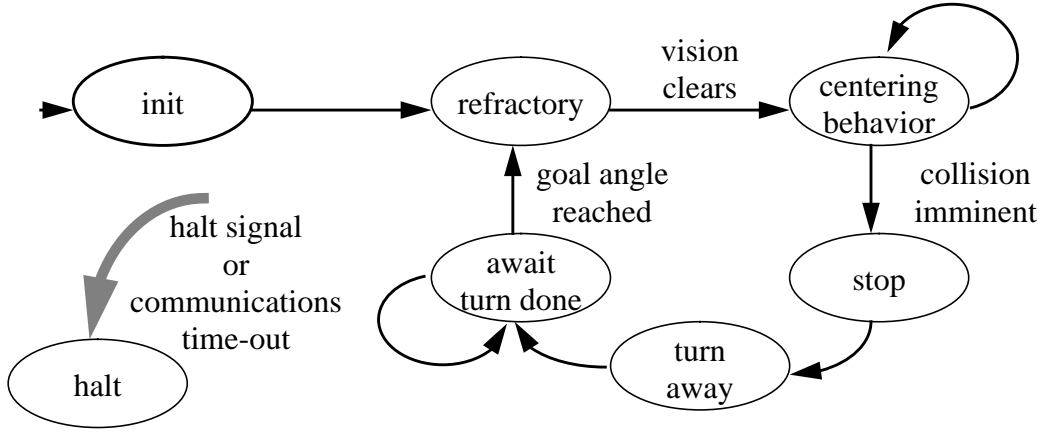 init
refractory
vision
clears
centering
behavior
goal angle
reached
collision
imminent
halt signal
or
communications
time-out
await
turn done
stop
turn
away
halt